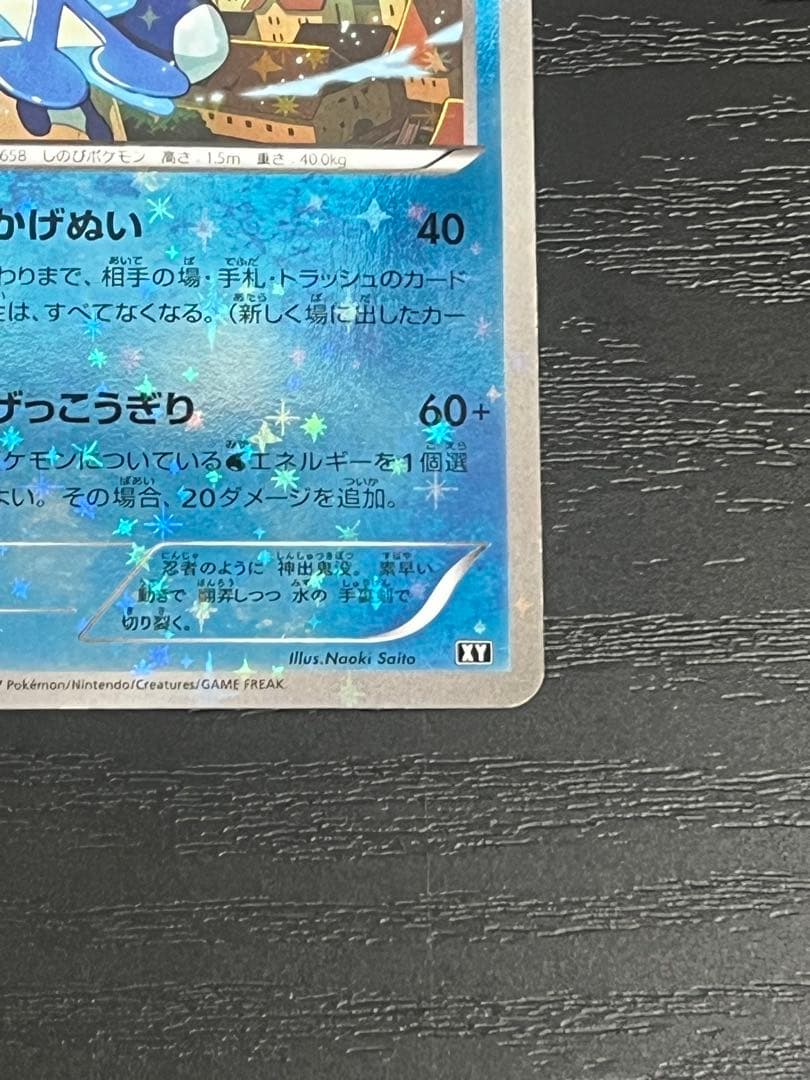 658 しのびポケモン 高さ：1.5m 重さ：40.0kg
かげぬい 40
わりまで、相手の場・手札・トラッシュのカード
は、すべてなくなる。（新しく場に出したカー
げっこうぎり 60+
ケモンについているエネルギーを1個選
よい。その場合、20ダメージを追加。
忍者のように 神出鬼没。 素早い
動きで 翻弄しつつ 水の 手裏剣で
切り裂く。
Illus.Naoki Saito XY
Pokémon/Nintendo/Creatures/GAME FREAK.